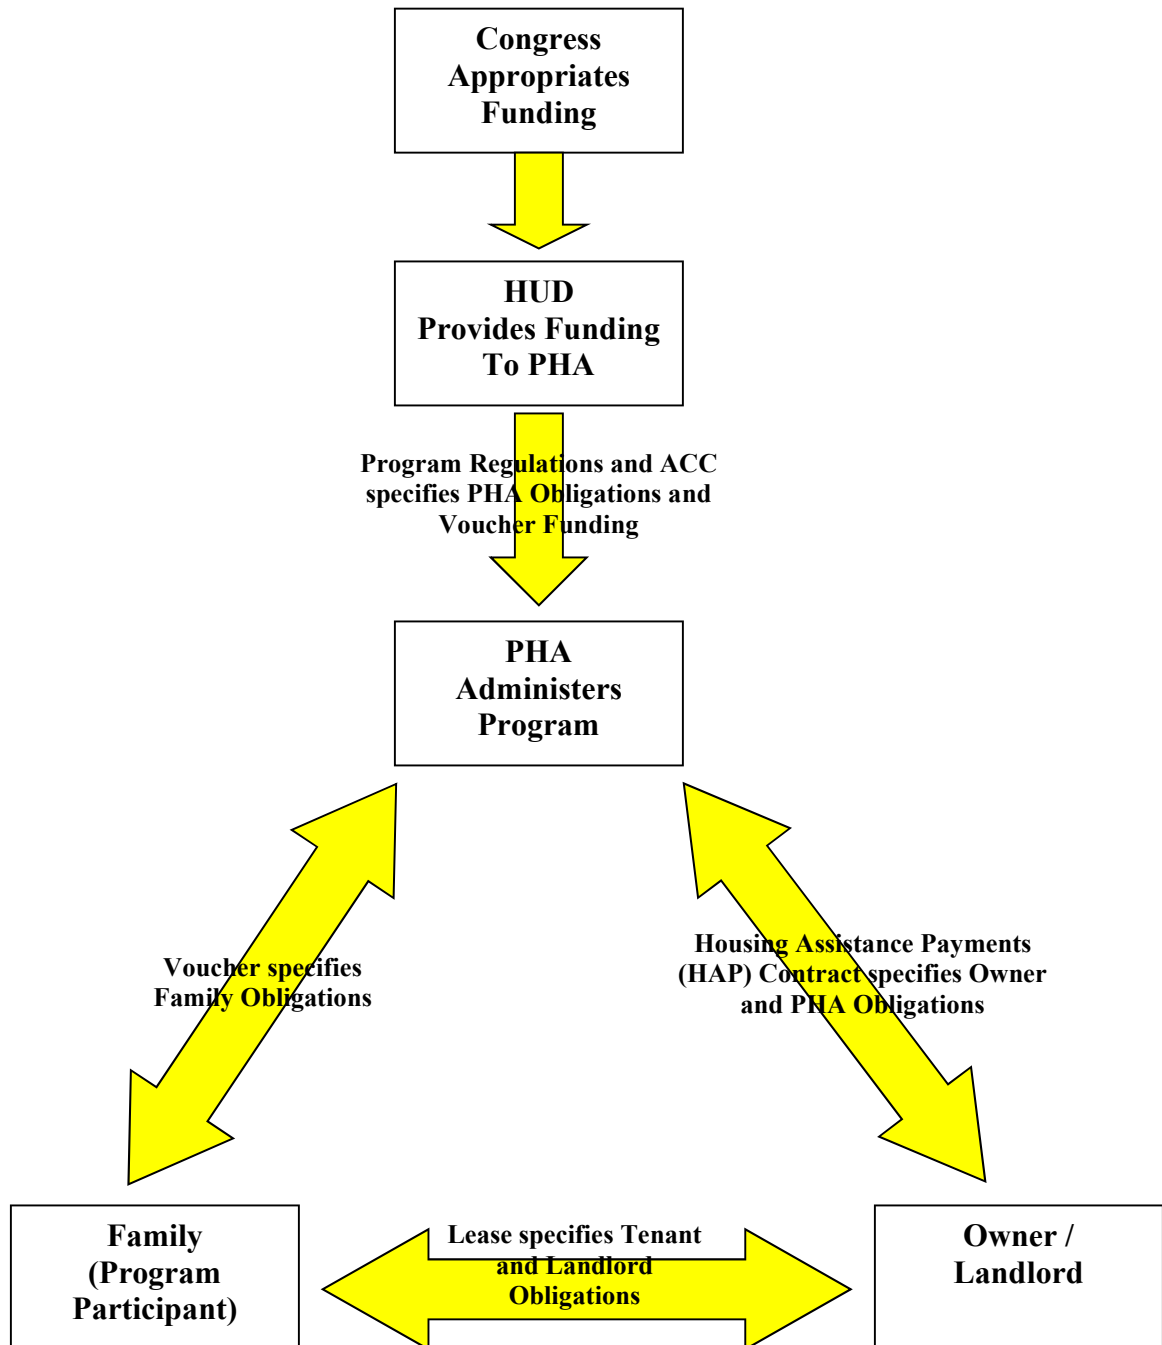 Congress
Appropriates
Funding
HUD
Provides Funding
To PHA
Program Regulations and ACC
specifies PHA Obligations and
Voucher Funding
PHA
Administers
Program
Voucher specifies
Family Obligations
Housing Assistance Payments
(HAP) Contract specifies Owner
and PHA Obligations
Family
(Program
Participant)
Lease specifies Tenant
and Landlord
Obligations
Owner /
Landlord